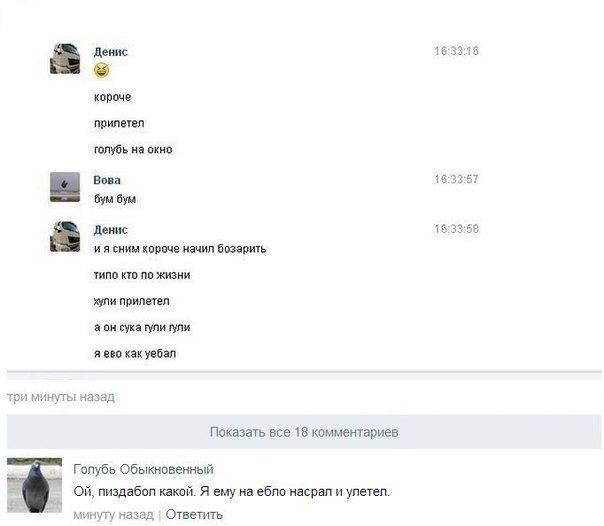 Денис 16:33:16
короче
прилетел
голубь на окно
Вова 16:33:57
бум бум
Денис 16:33:58
и я сним короче начил бозарить
типо кто по жизни
хули прилетел
а он сука гули гули
я ево как уебал
три минуты назад
Показать все 18 комментариев
Голубь Обыкновенный
Ой, пиздабол какой. Я ему на ебло насрал и улетел.
минуту назад | Ответить